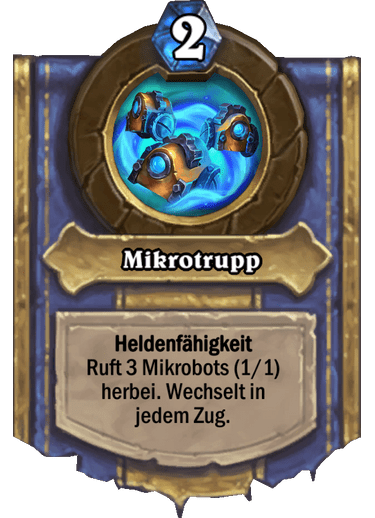 2
Mikrotrupp
Heldenfähigkeit
Ruft 3 Mikrobots (1/1)
herbei. Wechselt in
jedem Zug.